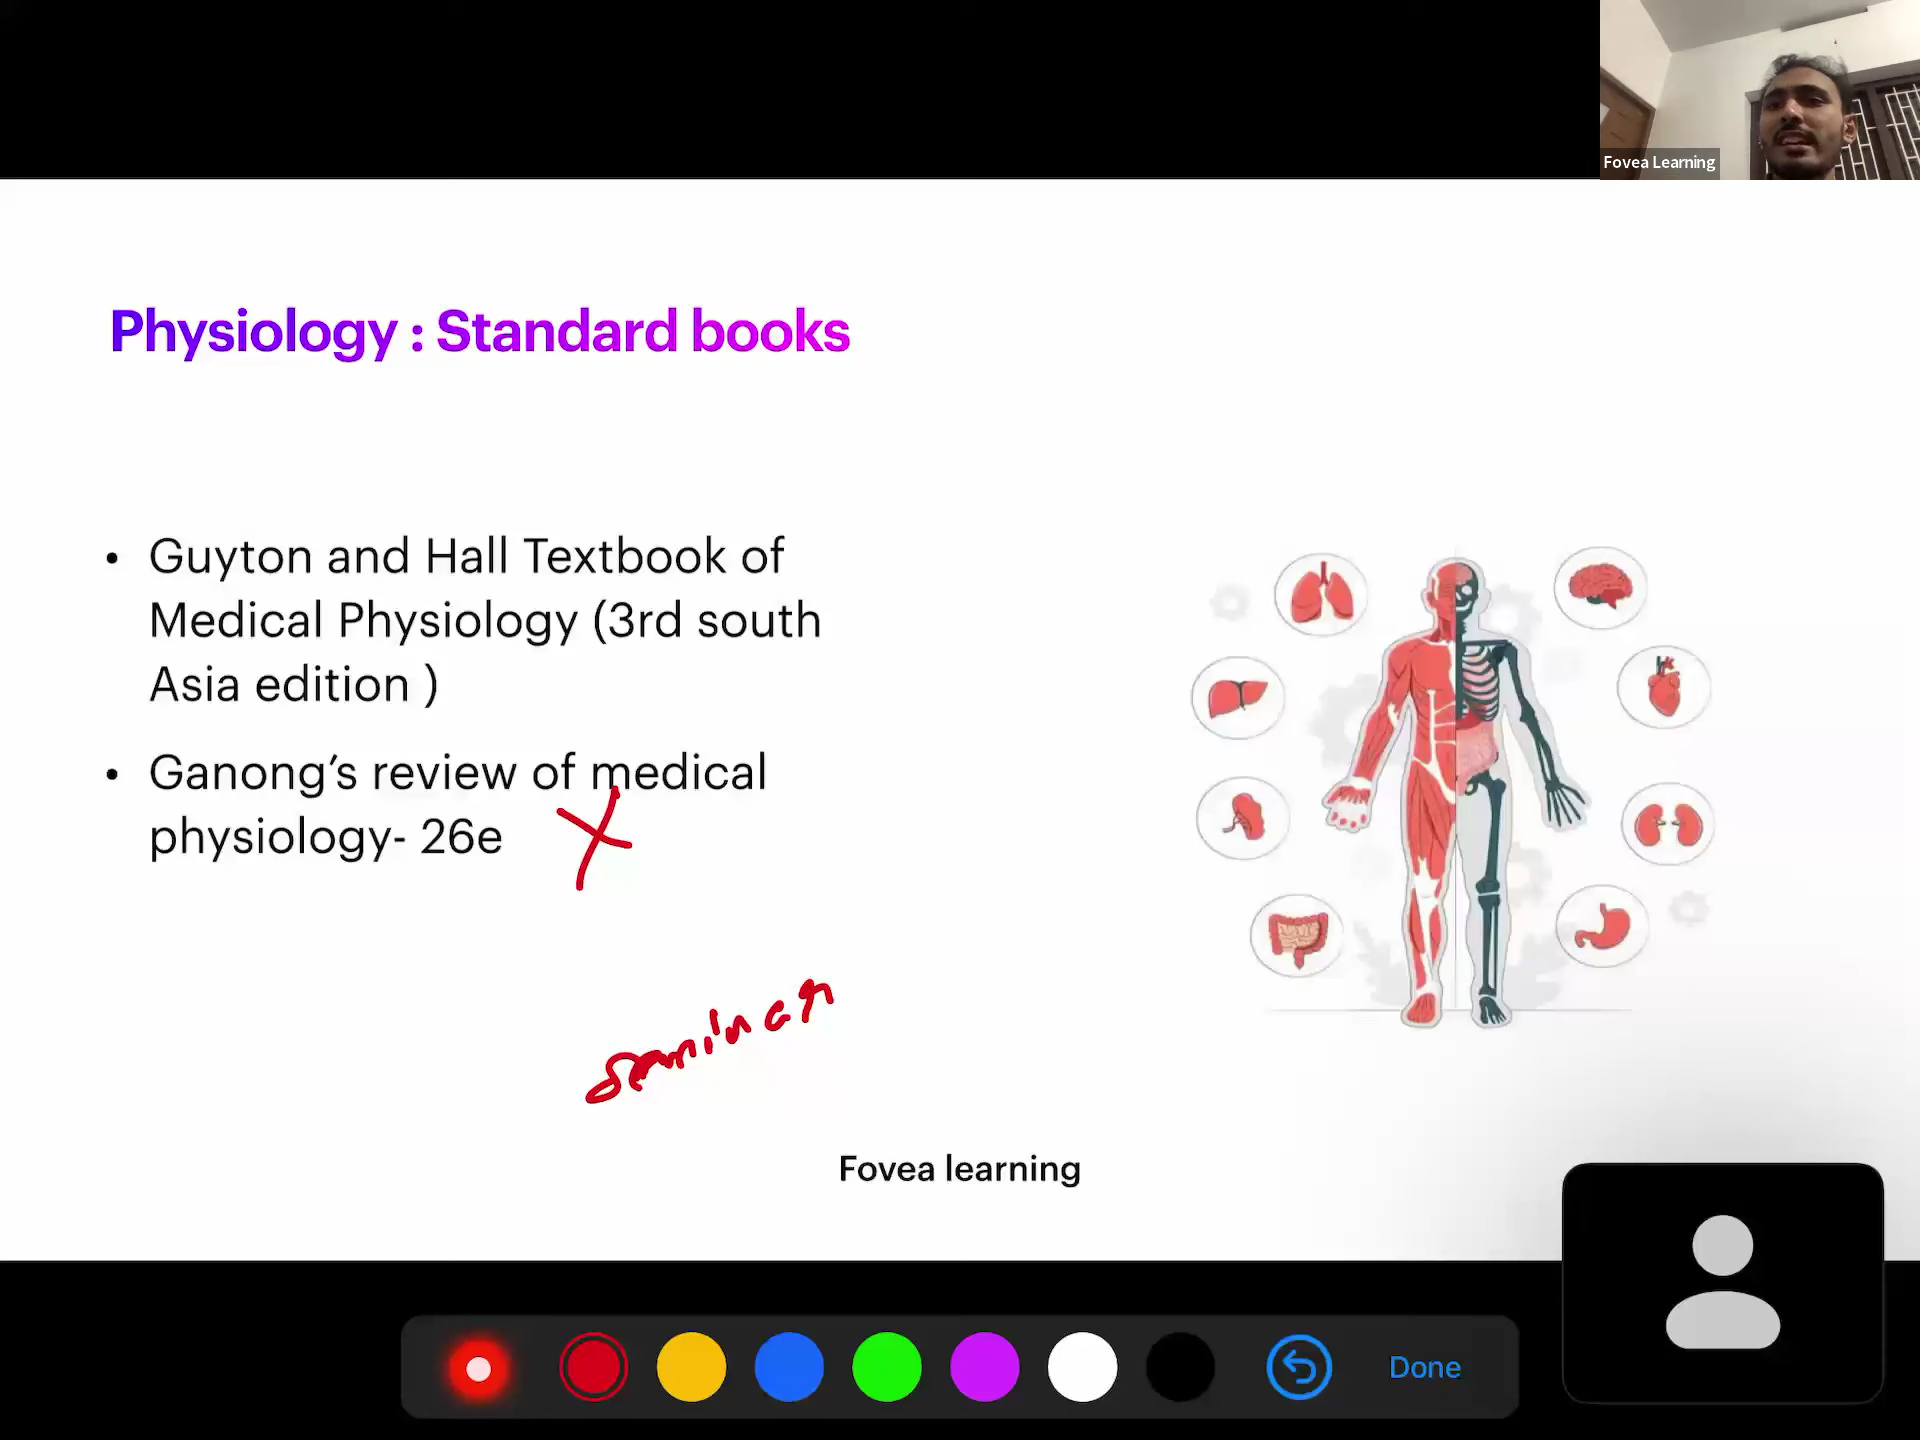 Fovea Learning
Physiology : Standard books
• Guyton and Hall Textbook of
Medical Physiology (3rd south
Asia edition )
• Ganong’s review of medical
physiology- 26e
seminar
Fovea learning
Done